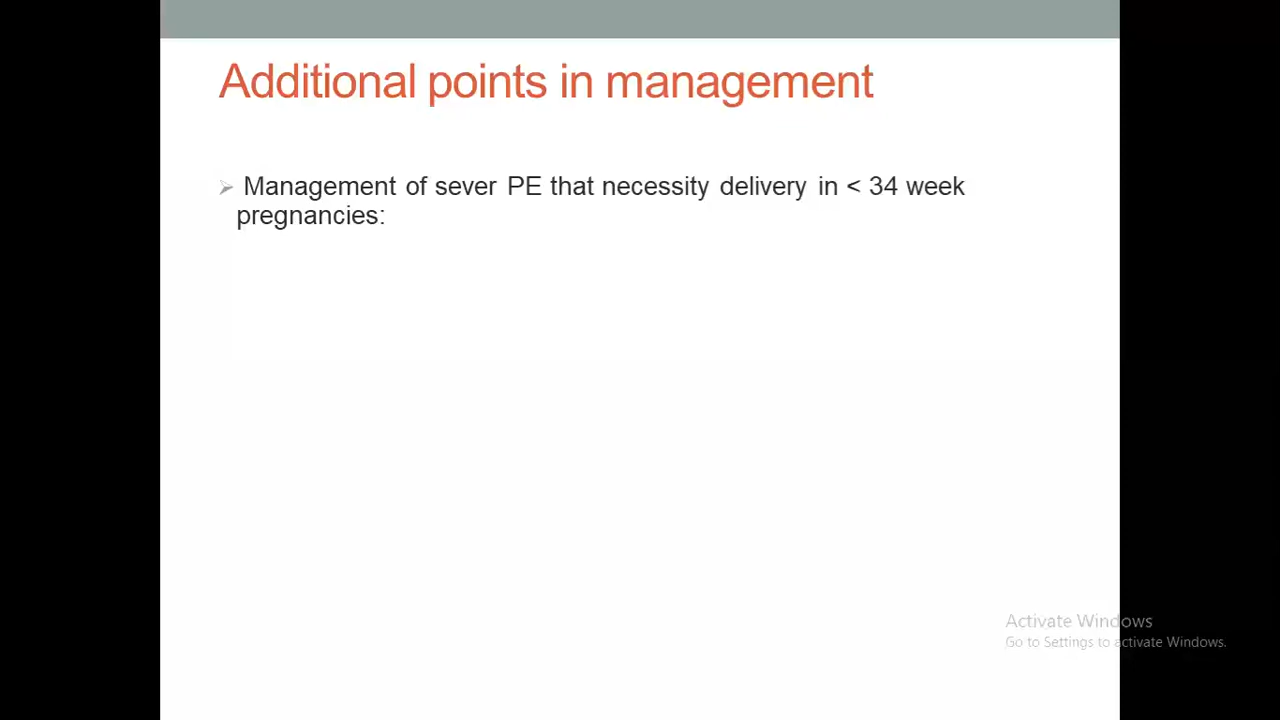 Additional points in management
Management of sever PE that necessity delivery in < 34 week
pregnancies:
Activate Windows
Go to Settings to activate Windows.